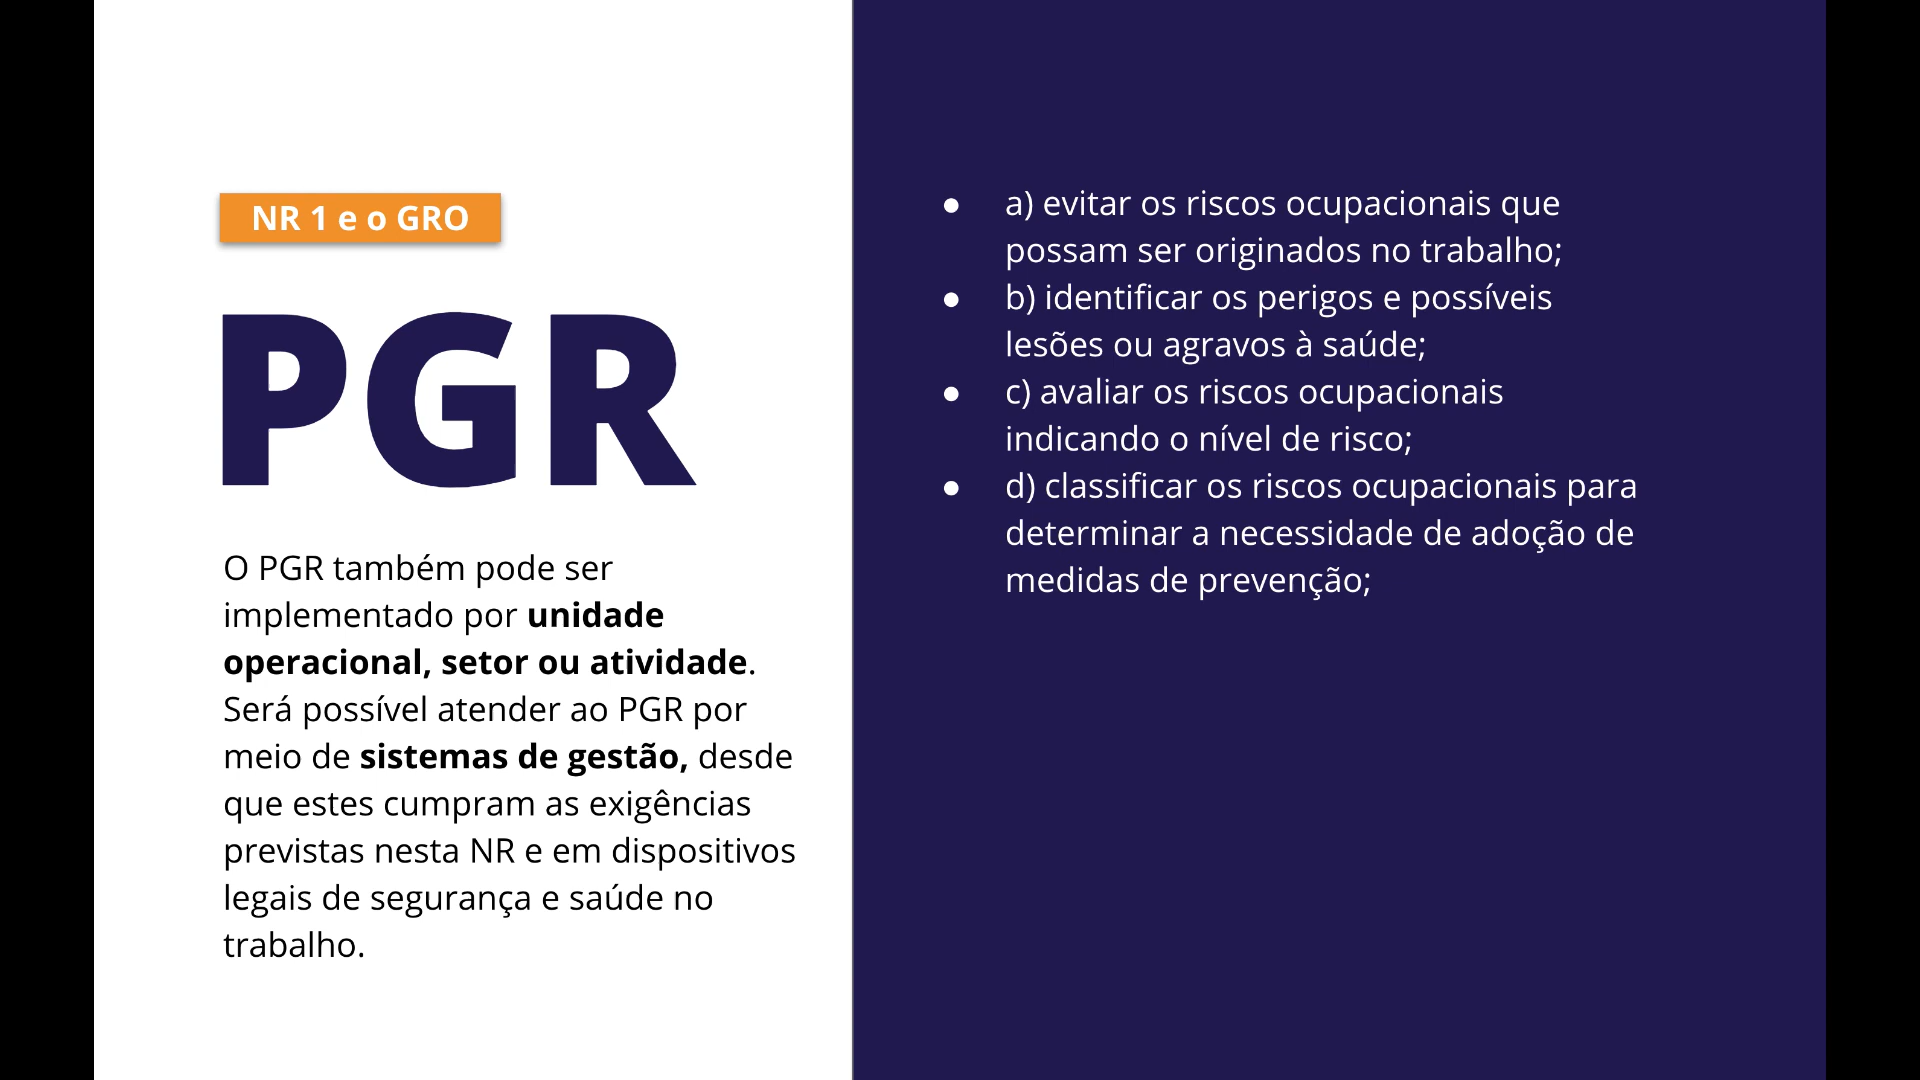 NR 1 e o GRO
PGR
O PGR também pode ser
implementado por unidade
operacional, setor ou atividade.
Será possível atender ao PGR por
meio de sistemas de gestão, desde
que estes cumpram as exigências
previstas nesta NR e em dispositivos
legais de segurança e saúde no
trabalho.
● a) evitar os riscos ocupacionais que
possam ser originados no trabalho;
● b) identificar os perigos e possíveis
lesões ou agravos à saúde;
● c) avaliar os riscos ocupacionais
indicando o nível de risco;
● d) classificar os riscos ocupacionais para
determinar a necessidade de adoção de
medidas de prevenção;